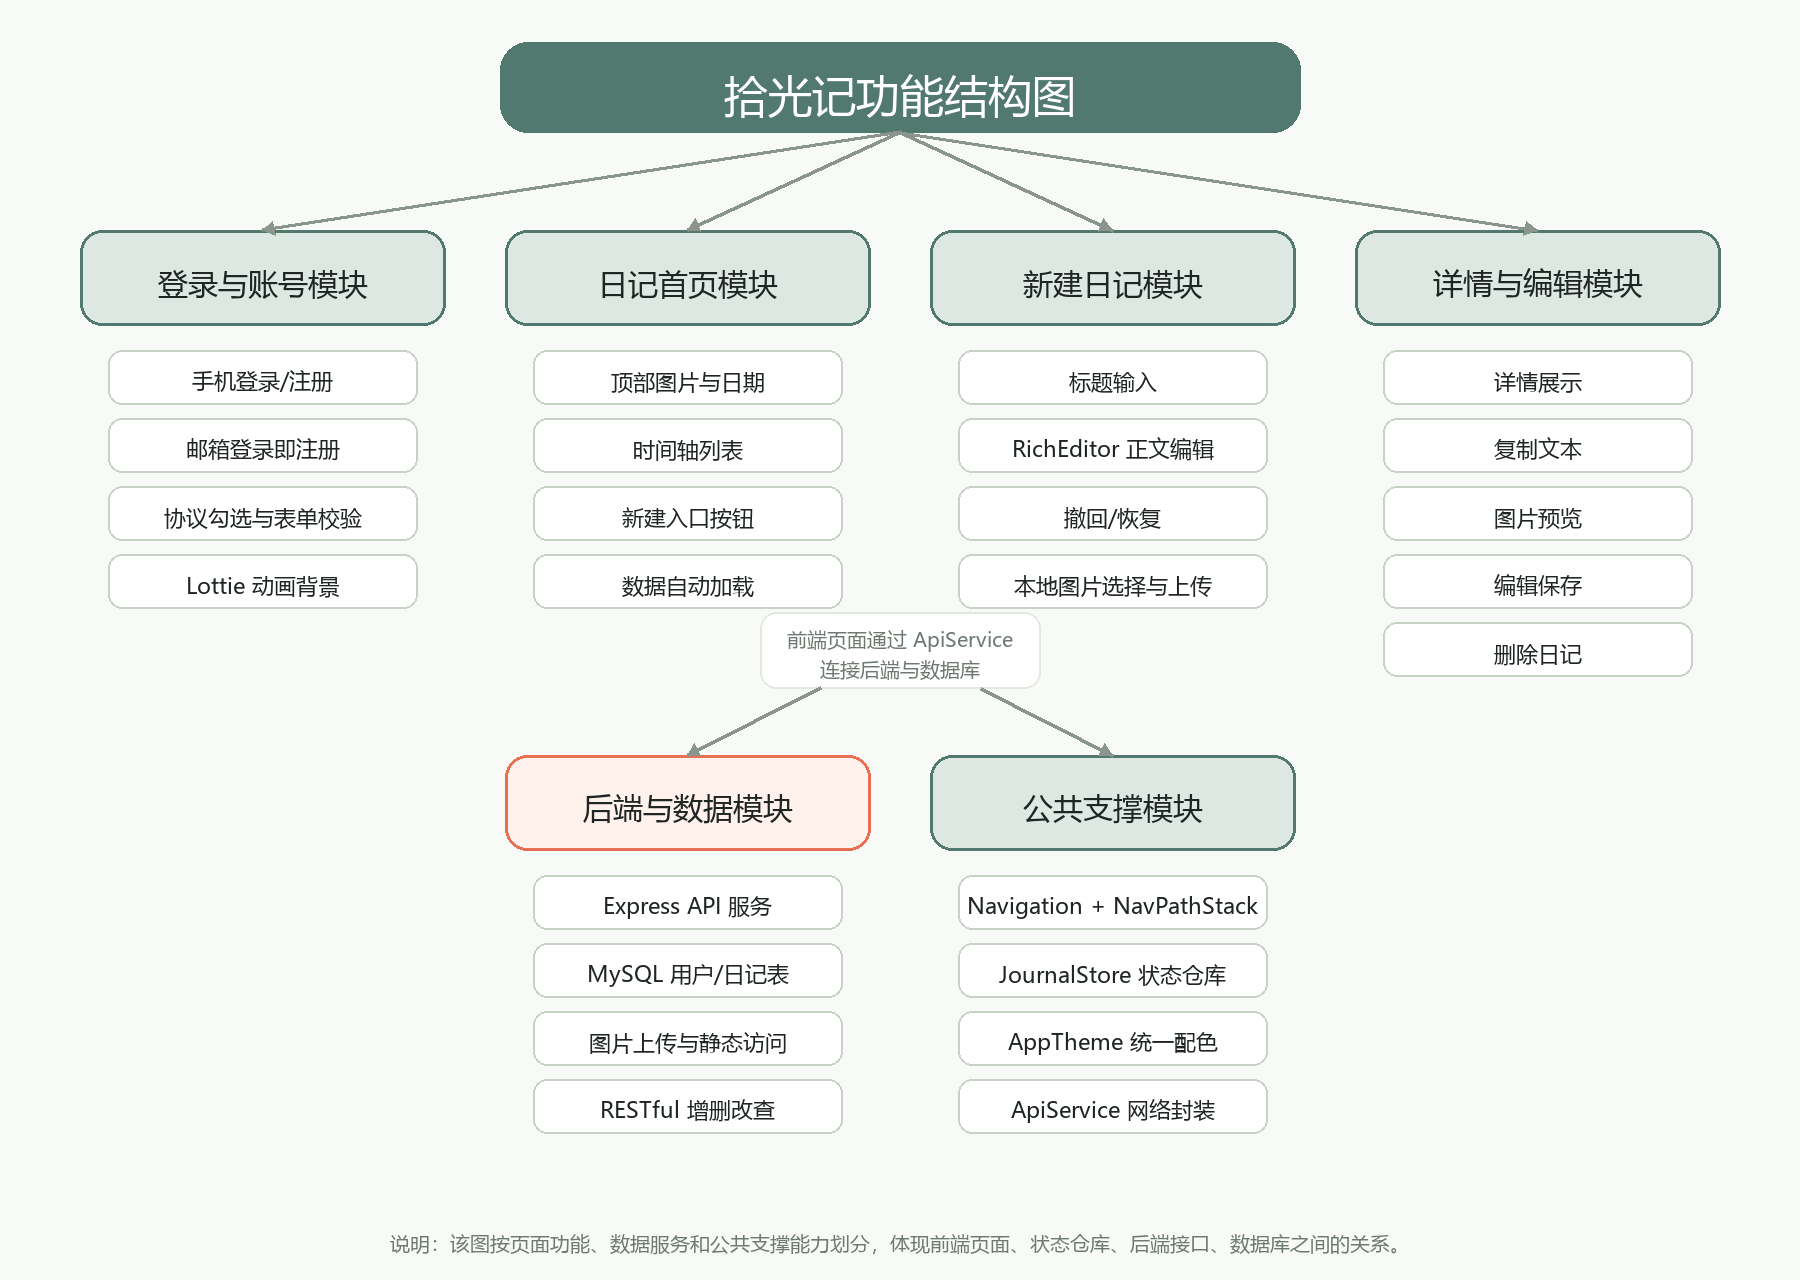 拾光记功能结构图
登录与账号模块
手机登录/注册
邮箱登录即注册
协议勾选与表单校验
Lottie 动画背景
日记首页模块
顶部图片与日期
时间轴列表
新建入口按钮
数据自动加载
新建日记模块
标题输入
RichEditor 正文编辑
撤回/恢复
本地图片选择与上传
详情与编辑模块
详情展示
复制文本
图片预览
编辑保存
删除日记
前端页面通过 ApiService
连接后端与数据库
后端与数据模块
Express API 服务
MySQL 用户/日记表
图片上传与静态访问
RESTful 增删改查
公共支撑模块
Navigation + NavPathStack
JournalStore 状态仓库
AppTheme 统一配色
ApiService 网络封装
说明：该图按页面功能、数据服务和公共支撑能力划分，体现前端页面、状态仓库、后端接口、数据库之间的关系。